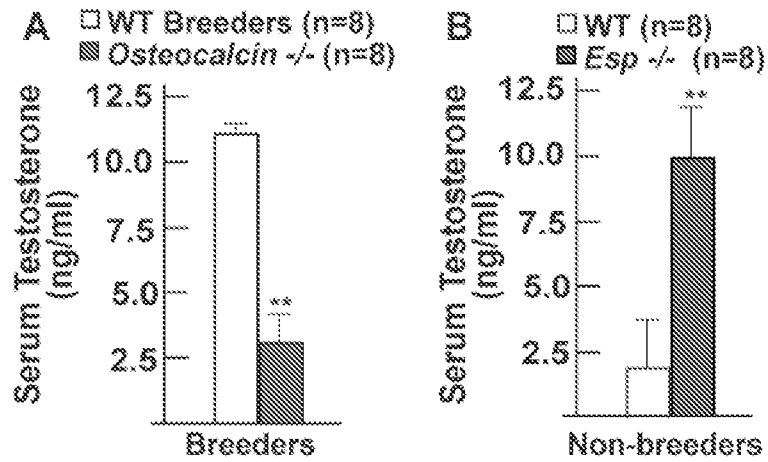 A
WT Breeders (n=8)
Osteocalcin -/- (n=8)
Serum Testosterone
(ng/ml)
12.5
10.0
7.5
5.0
2.5
**
Breeders
B
WT (n=8)
Esp -/- (n=8)
Serum Testosterone
(ng/ml)
12.5
10.0
7.5
5.0
2.5
**
Non-breeders